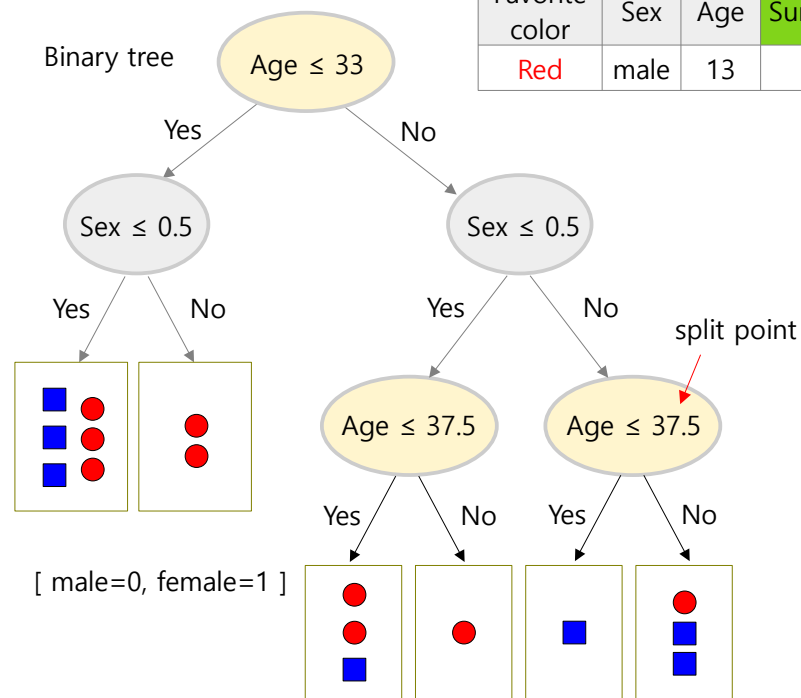 color
Sex
Age
Red
male
13
Binary tree
Age ≤ 33
Yes
No
Sex ≤ 0.5
Sex ≤ 0.5
Yes
No
Yes
No
split point
Age ≤ 37.5
Age ≤ 37.5
Yes
No
Yes
No
[ male=0, female=1 ]